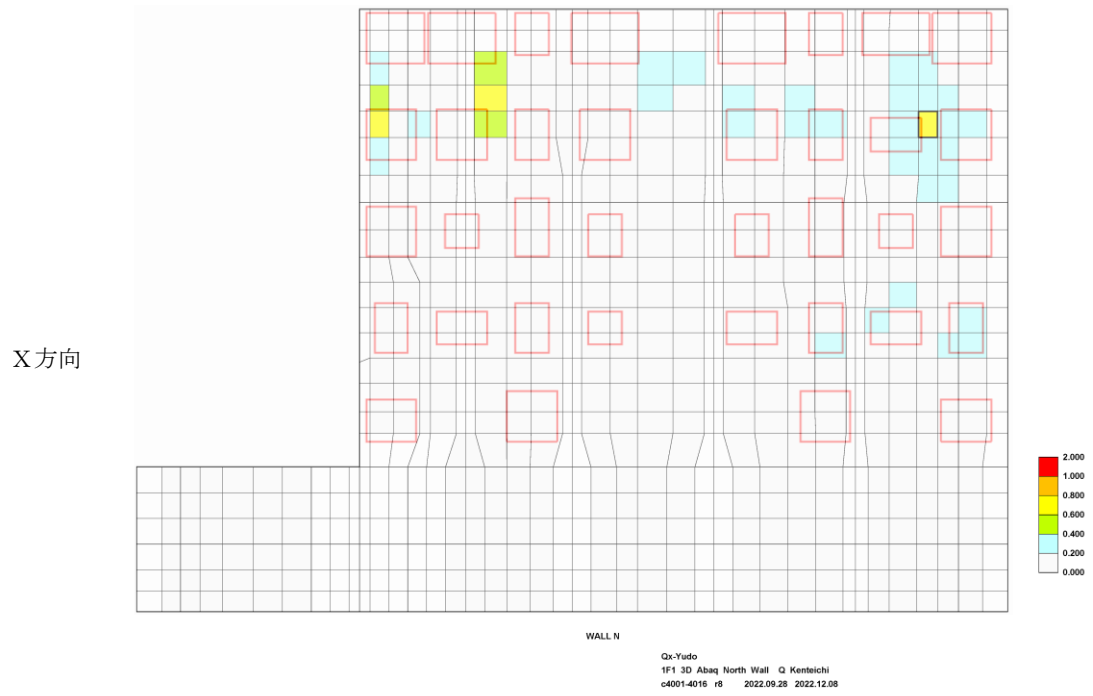 X方向
2.000
1.000
0.800
0.600
0.400
0.200
0.000
WALL N
Qx-Yudo
1F1 3D Abaq North Wall Q Kenteichi
c4001-4016 r8 2022.09.28 2022.12.08